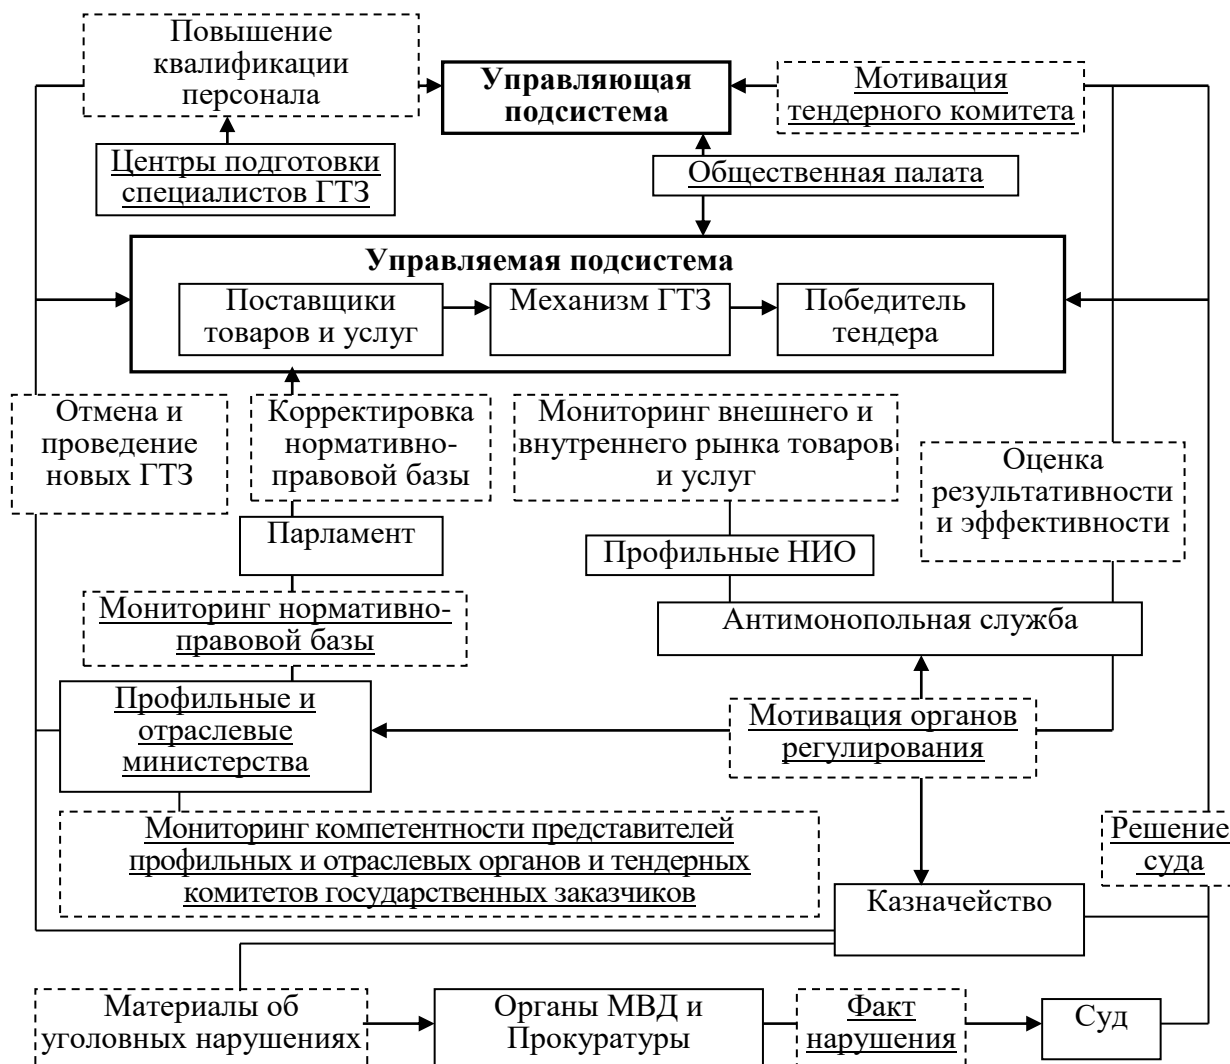 Повышение
квалификации
персонала
Управляющая
подсистема
Мотивация
тендерного комитета
Центры подготовки
специалистов ГТЗ
Общественная палата
Управляемая подсистема
Поставщики
товаров и услуг
Механизм ГТЗ
Победитель
тендера
Отмена и
проведение
новых ГТЗ
Корректировка
нормативно-
правовой базы
Мониторинг внешнего и
внутреннего рынка товаров
и услуг
Оценка
результативности
и эффективности
Парламент
Профильные НИО
Мониторинг нормативно-
правовой базы
Антимонопольная служба
Профильные и
отраслевые
министерства
Мотивация органов
регулирования
Мониторинг компетентности представителей
профильных и отраслевых органов и тендерных
комитетов государственных заказчиков
Решение
суда
Казначейство
Материалы об
уголовных нарушениях
Органы МВД и
Прокуратуры
Факт
нарушения
Суд